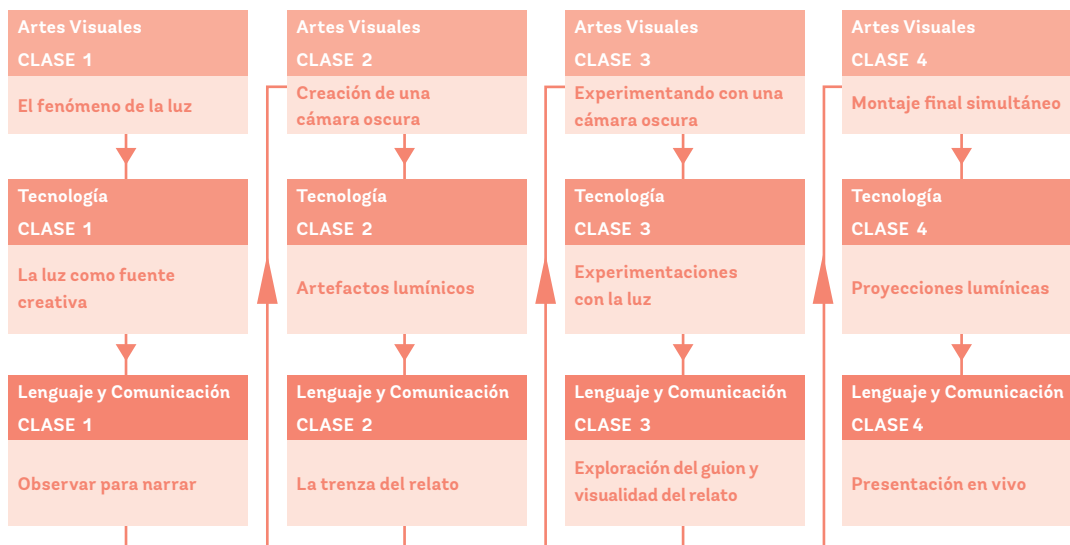 Artes Visuales
CLASE 1
El fenómeno de la luz
Tecnología
CLASE 1
La luz como fuente
creativa
Lenguaje y Comunicación
CLASE 1
Observar para narrar
Artes Visuales
CLASE 2
Creación de una
cámara oscura
Tecnología
CLASE 2
Artefactos lumínicos
Lenguaje y Comunicación
CLASE 2
La trenza del relato
Artes Visuales
CLASE 3
Experimentando con una
cámara oscura
Tecnología
CLASE 3
Experimentaciones
con la luz
Lenguaje y Comunicación
CLASE 3
Exploración del guion y
visualidad del relato
Artes Visuales
CLASE 4
Montaje final simultáneo
Tecnología
CLASE 4
Proyecciones lumínicas
Lenguaje y Comunicación
CLASE 4
Presentación en vivo